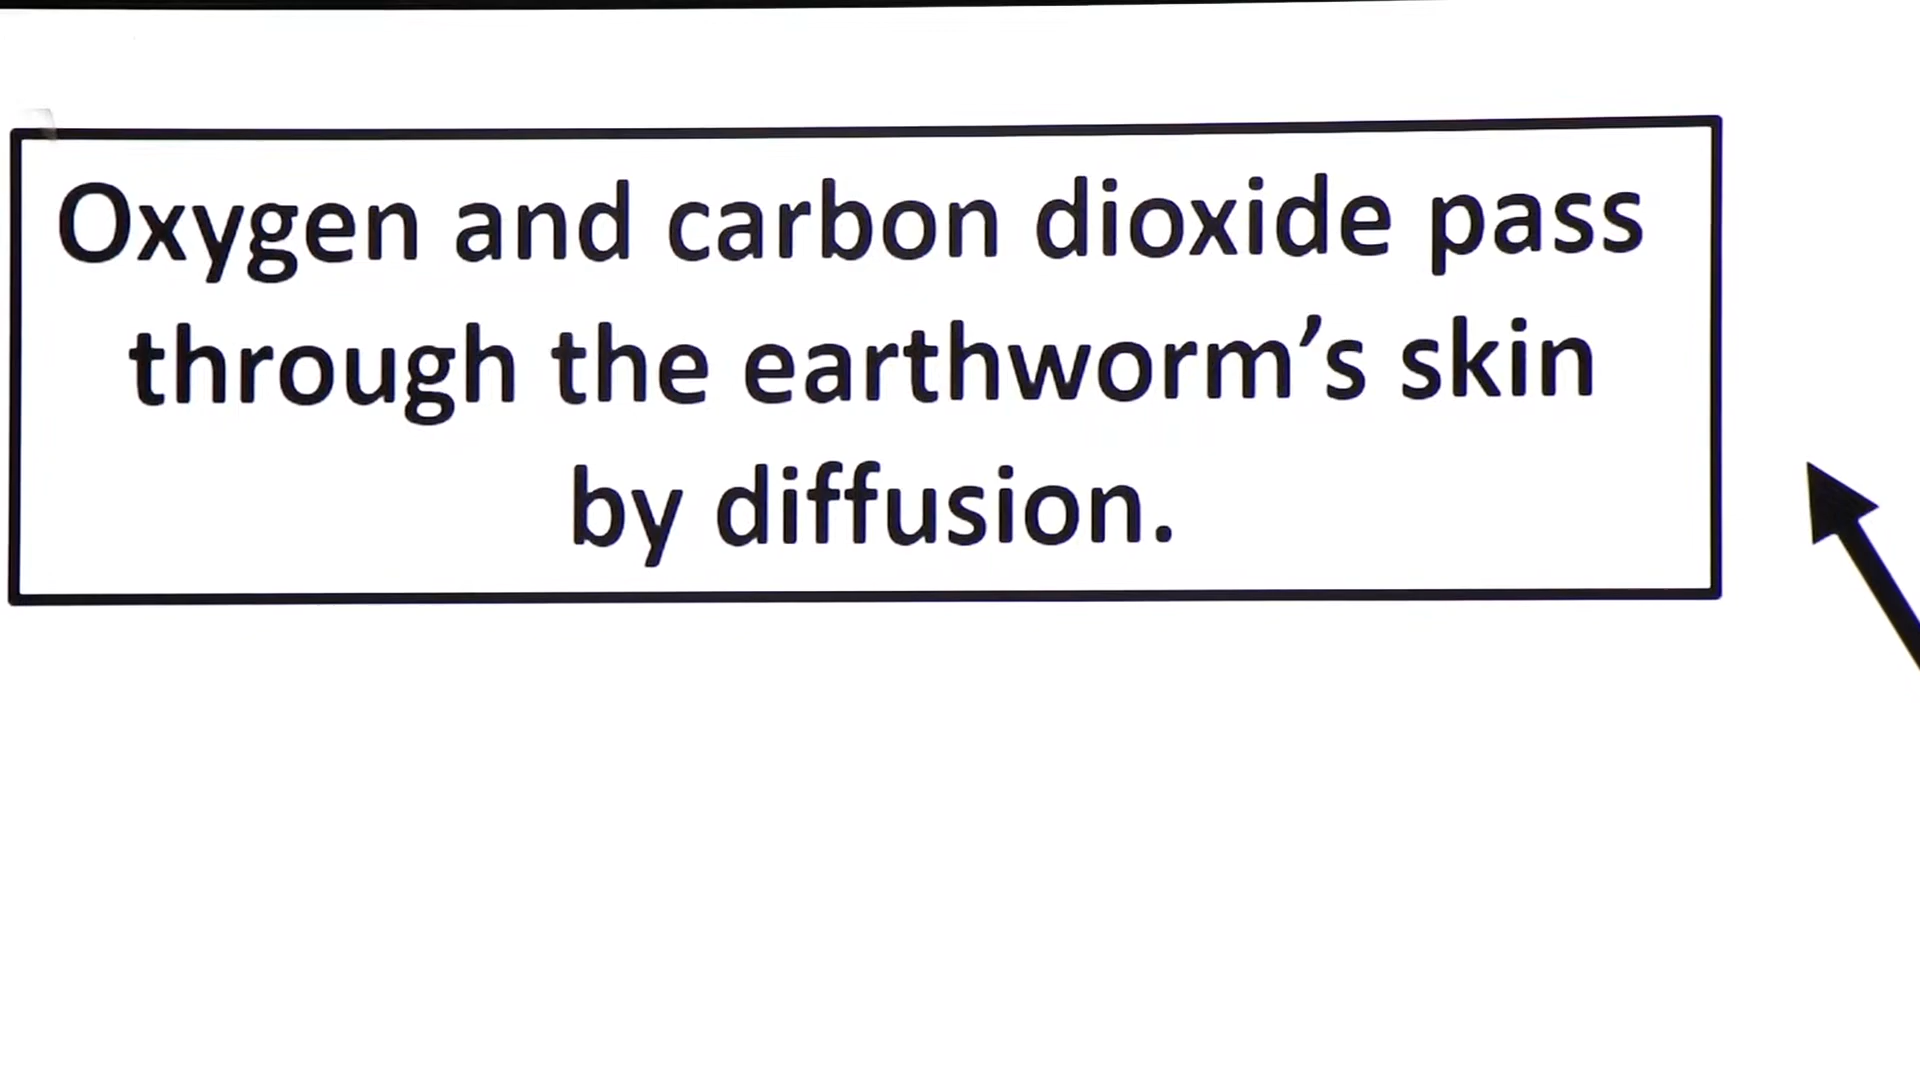 Oxygen and carbon dioxide pass
through the earthworm’s skin
by diffusion.